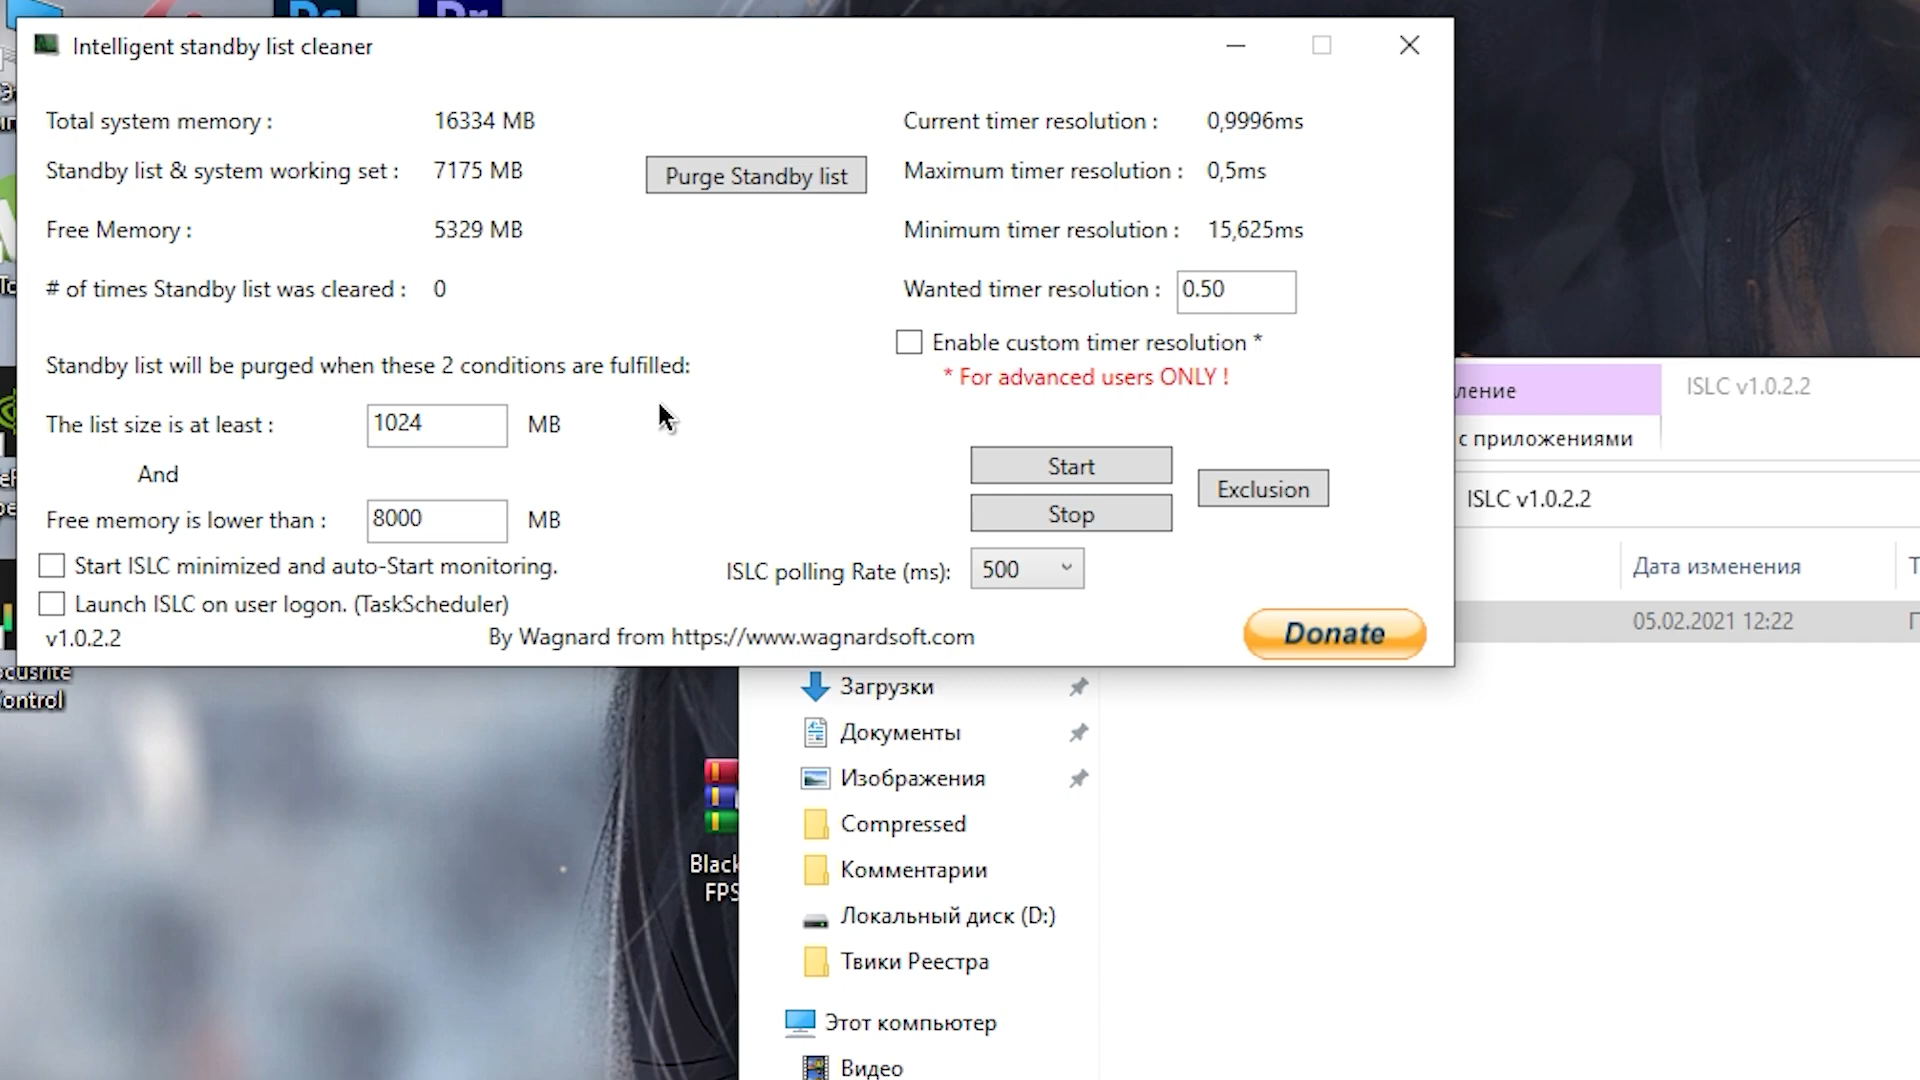 Intelligent standby list cleaner
Total system memory : 16334 MB
Standby list & system working set : 7175 MB
Purge Standby list
Free Memory : 5329 MB
# of times Standby list was cleared : 0
Current timer resolution : 0,9996ms
Maximum timer resolution : 0,5ms
Minimum timer resolution : 15,625ms
Wanted timer resolution : 0.50
Enable custom timer resolution *
* For advanced users ONLY !
Standby list will be purged when these 2 conditions are fulfilled:
The list size is at least : 1024 MB
And
Free memory is lower than : 8000 MB
Start ISLC minimized and auto-Start monitoring.
Launch ISLC on user logon. (TaskScheduler)
Start
Stop
Exclusion
ISLC polling Rate (ms): 500
v1.0.2.2
By Wagnard from https://www.wagnardsoft.com
Donate
ление
ISLC v1.0.2.2
с приложениями
ISLC v1.0.2.2
Дата изменения
05.02.2021 12:22
ocusrite
ontrol
Black
FPS
Загрузки
Документы
Изображения
Compressed
Комментарии
Локальный диск (D:)
Твики Реестра
Этот компьютер
Видео